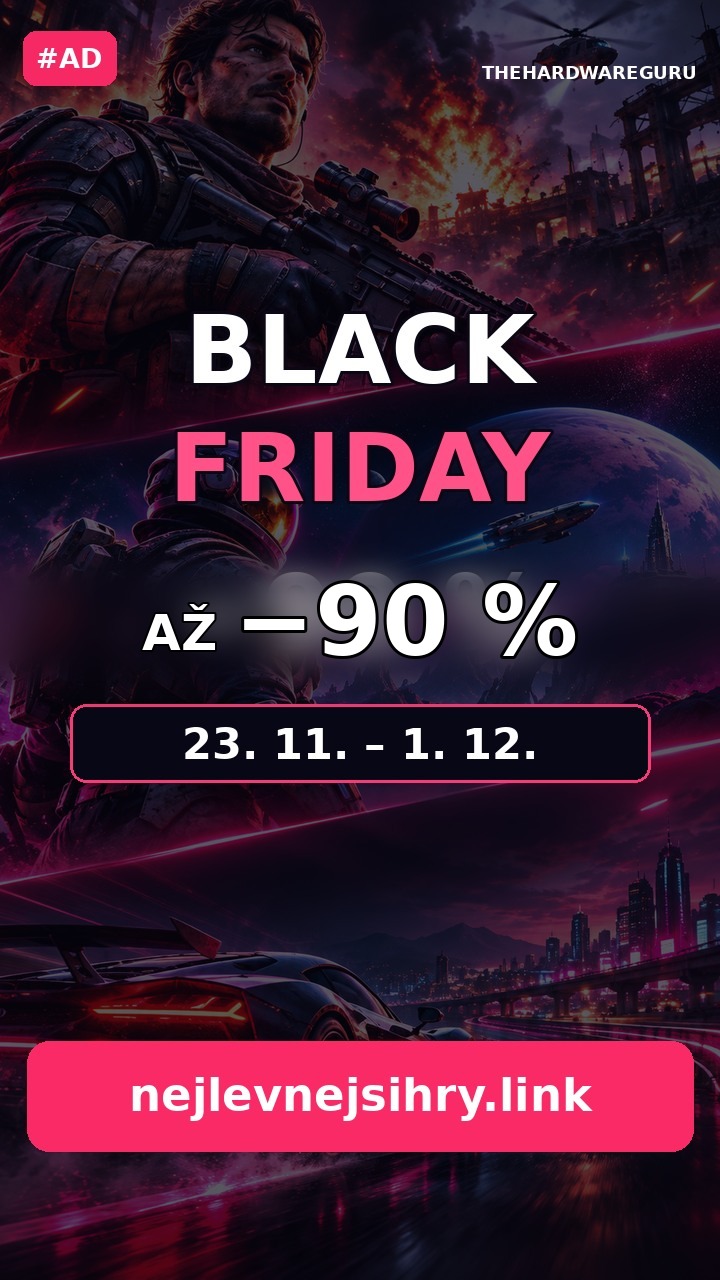 #AD
THEHARDWAREGURU
BLACK
FRIDAY
AŽ −90 %
23. 11. – 1. 12.
nejlevnejsihry.link